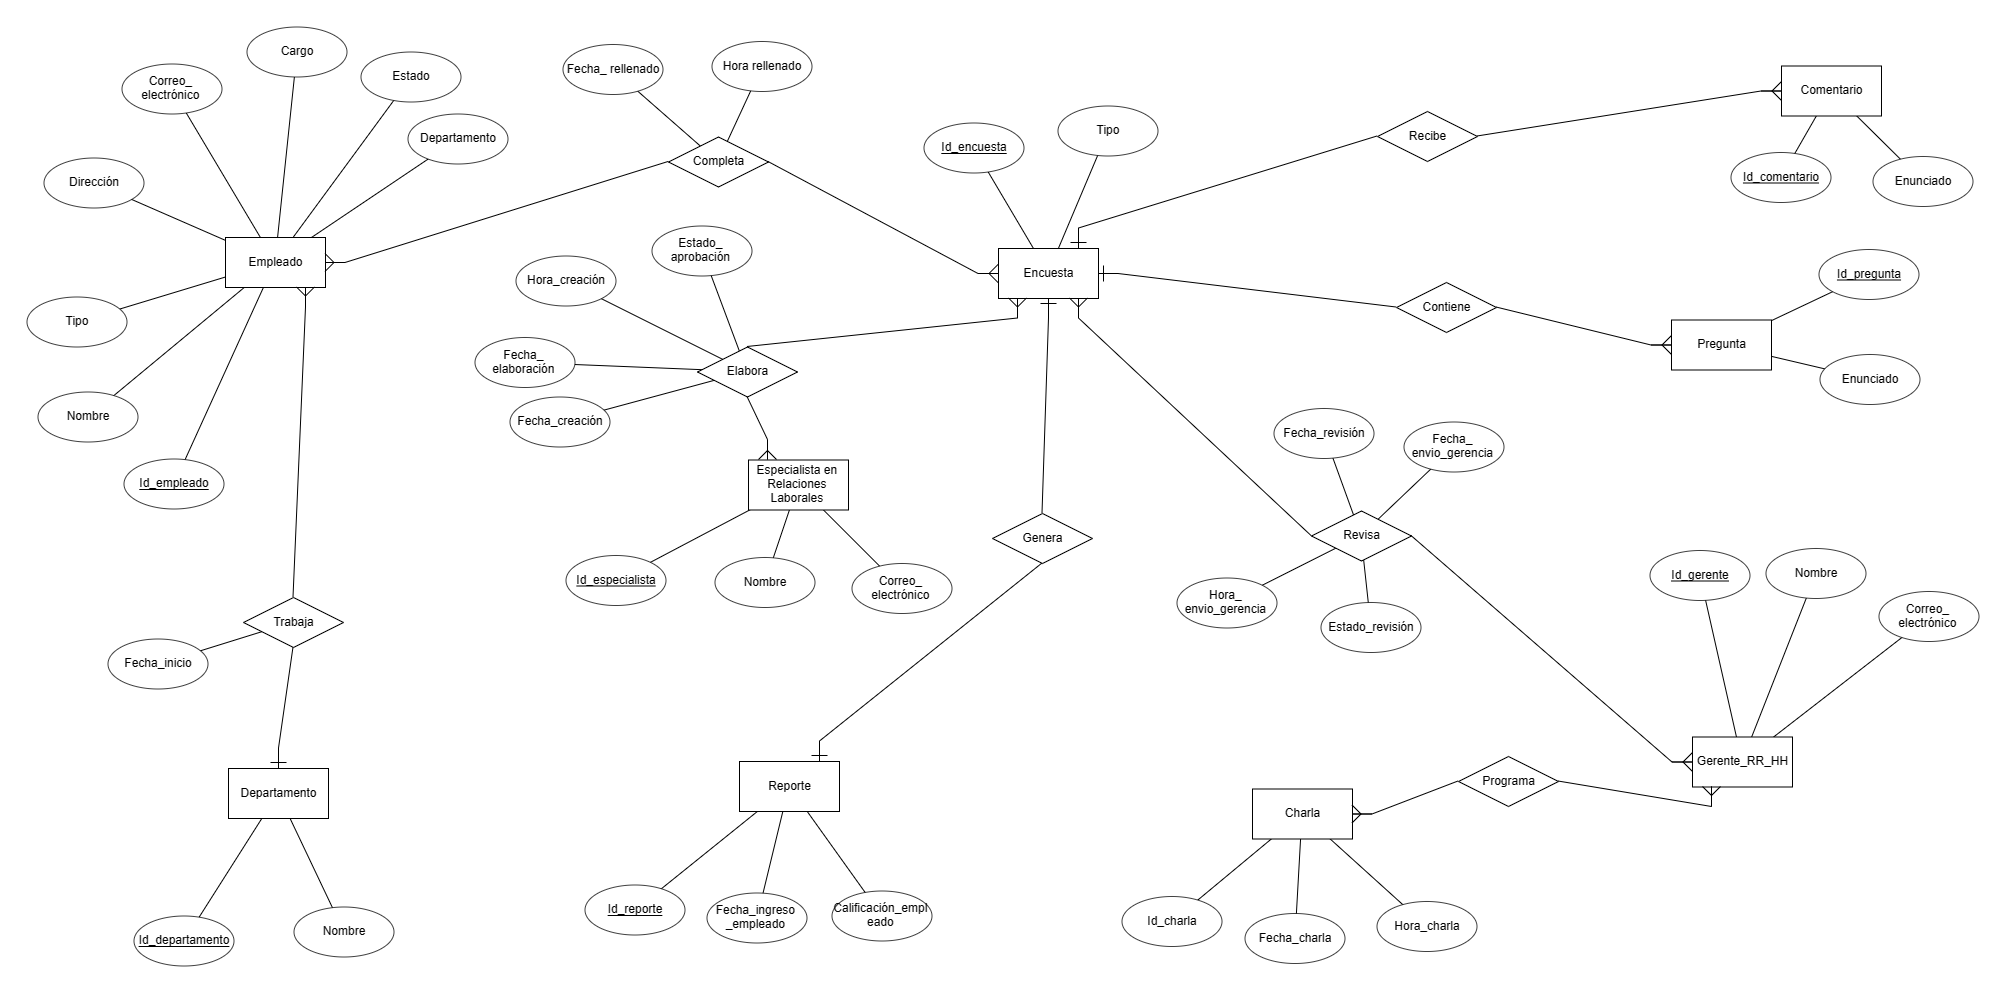 Cargo
Correo_
electrónico
Estado
Departamento
Dirección
Empleado
Tipo
Nombre
Id_empleado
Fecha_ rellenado
Hora rellenado
Completa
Id_encuesta
Tipo
Encuesta
Recibe
Comentario
Id_comentario
Enunciado
Contiene
Id_pregunta
Pregunta
Enunciado
Estado_
aprobación
Hora_creación
Fecha_
elaboración
Fecha_creación
Elabora
Especialista en
Relaciones
Laborales
Id_especialista
Nombre
Correo_
electrónico
Genera
Fecha_revisión
Fecha_
envio_gerencia
Revisa
Hora_
envio_gerencia
Estado_revisión
Id_gerente
Nombre
Correo_
electrónico
Gerente_RR_HH
Trabaja
Fecha_inicio
Departamento
Id_departamento
Nombre
Reporte
Id_reporte
Fecha_ingreso
_empleado
Calificación_empl
eado
Programa
Charla
Id_charla
Fecha_charla
Hora_charla